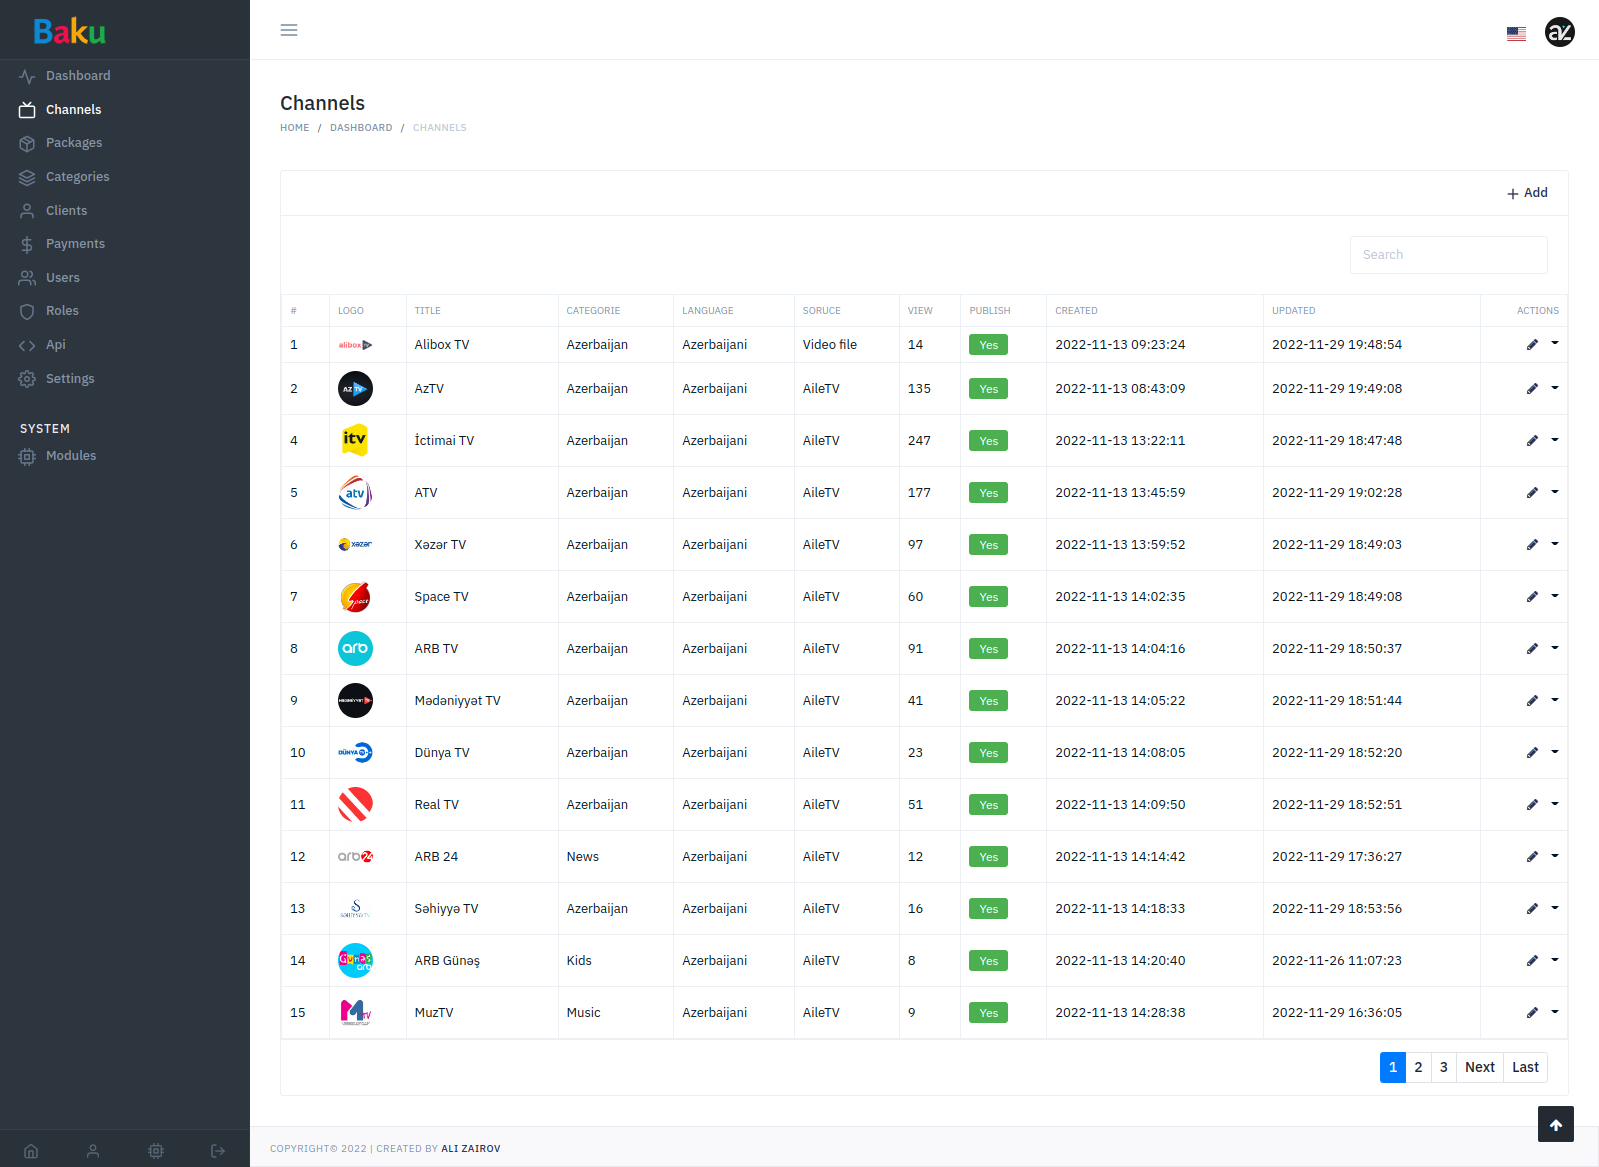 Baku
Dashboard
Channels
Packages
Categories
Clients
Payments
Users
Roles
Api
Settings
SYSTEM
Modules
Channels
HOME / DASHBOARD / CHANNELS
Add
Search
# LOGO TITLE CATEGORIE LANGUAGE SORUCE VIEW PUBLISH CREATED UPDATED ACTIONS
1 alibox TV Alibox TV Azerbaijan Azerbaijani Video file 14 Yes 2022-11-13 09:23:24 2022-11-29 19:48:54
2 AZ TV AzTV Azerbaijan Azerbaijani AileTV 135 Yes 2022-11-13 08:43:09 2022-11-29 19:49:08
4 itv İctimai TV Azerbaijan Azerbaijani AileTV 247 Yes 2022-11-13 13:22:11 2022-11-29 18:47:48
5 atv ATV Azerbaijan Azerbaijani AileTV 177 Yes 2022-11-13 13:45:59 2022-11-29 19:02:28
6 xəzər Xəzər TV Azerbaijan Azerbaijani AileTV 97 Yes 2022-11-13 13:59:52 2022-11-29 18:49:03
7 Space Space TV Azerbaijan Azerbaijani AileTV 60 Yes 2022-11-13 14:02:35 2022-11-29 18:49:08
8 arb ARB TV Azerbaijan Azerbaijani AileTV 91 Yes 2022-11-13 14:04:16 2022-11-29 18:50:37
9 MƏDƏNİYYƏT Mədəniyyət TV Azerbaijan Azerbaijani AileTV 41 Yes 2022-11-13 14:05:22 2022-11-29 18:51:44
10 DÜNYA Dünya TV Azerbaijan Azerbaijani AileTV 23 Yes 2022-11-13 14:08:05 2022-11-29 18:52:20
11 Real TV Azerbaijan Azerbaijani AileTV 51 Yes 2022-11-13 14:09:50 2022-11-29 18:52:51
12 arb 24 ARB 24 News Azerbaijani AileTV 12 Yes 2022-11-13 14:14:42 2022-11-29 17:36:27
13 S SƏHİYYƏ TV Səhiyyə TV Azerbaijan Azerbaijani AileTV 16 Yes 2022-11-13 14:18:33 2022-11-29 18:53:56
14 Günəş arb ARB Günəş Kids Azerbaijani AileTV 8 Yes 2022-11-13 14:20:40 2022-11-26 11:07:23
15 M TV MuzTV Music Azerbaijani AileTV 9 Yes 2022-11-13 14:28:38 2022-11-29 16:36:05
1 2 3 Next Last
COPYRIGHT© 2022 | CREATED BY ALI ZAIROV